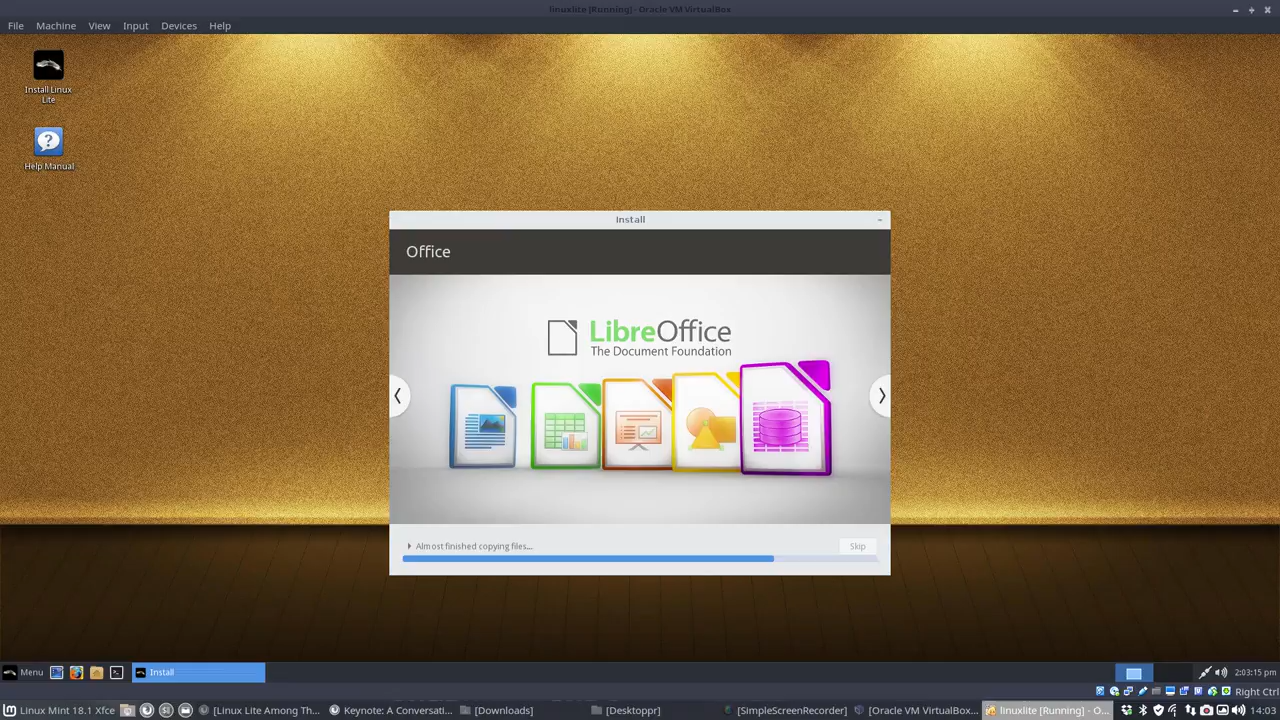 linuxlite [Running] - Oracle VM VirtualBox
File Machine View Input Devices Help
Install Linux
Lite
Help Manual
Install
Office
LibreOffice
The Document Foundation
Almost finished copying files...
Skip
Menu
Install
2:03:15 pm
Right Ctrl
Linux Mint 18.1 Xfce
[Linux Lite Among Th...
Keynote: A Conversati...
[Downloads]
[Desktoppr]
[SimpleScreenRecorder]
[Oracle VM VirtualBox...
linuxlite [Running] - O...
14:03